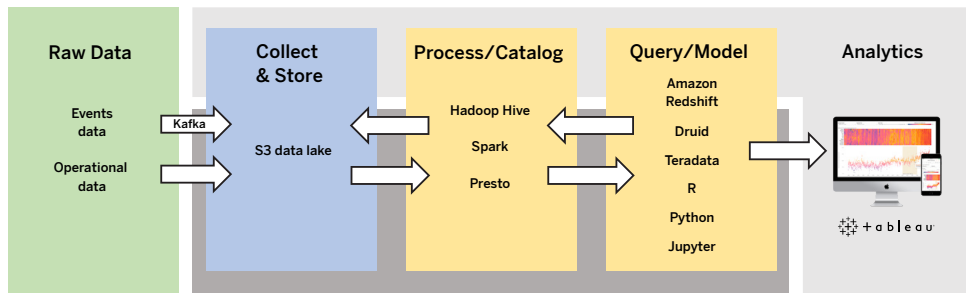 Raw Data
Events
data
Operational
data
Kafka
Collect
& Store
S3 data lake
Process/Catalog
Hadoop Hive
Spark
Presto
Query/Model
Amazon
Redshift
Druid
Teradata
R
Python
Jupyter
Analytics
+ableau